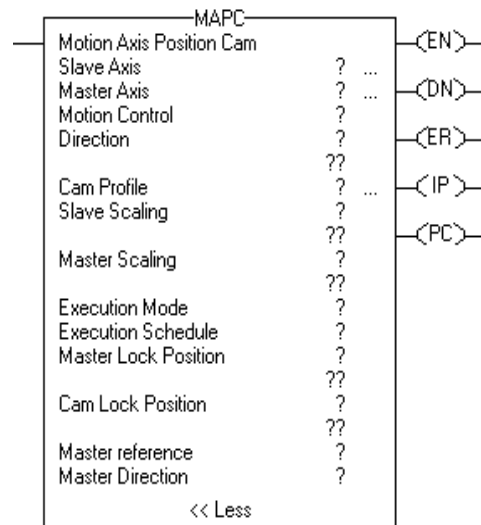 MAPC
Motion Axis Position Cam (EN)
Slave Axis ? ...
Master Axis ? ... (DN)
Motion Control ?
Direction ? (ER)
??
Cam Profile ? ... (IP)
Slave Scaling ?
?? (PC)
Master Scaling ?
??
Execution Mode ?
Execution Schedule ?
Master Lock Position ?
??
Cam Lock Position ?
??
Master reference ?
Master Direction ?
<< Less